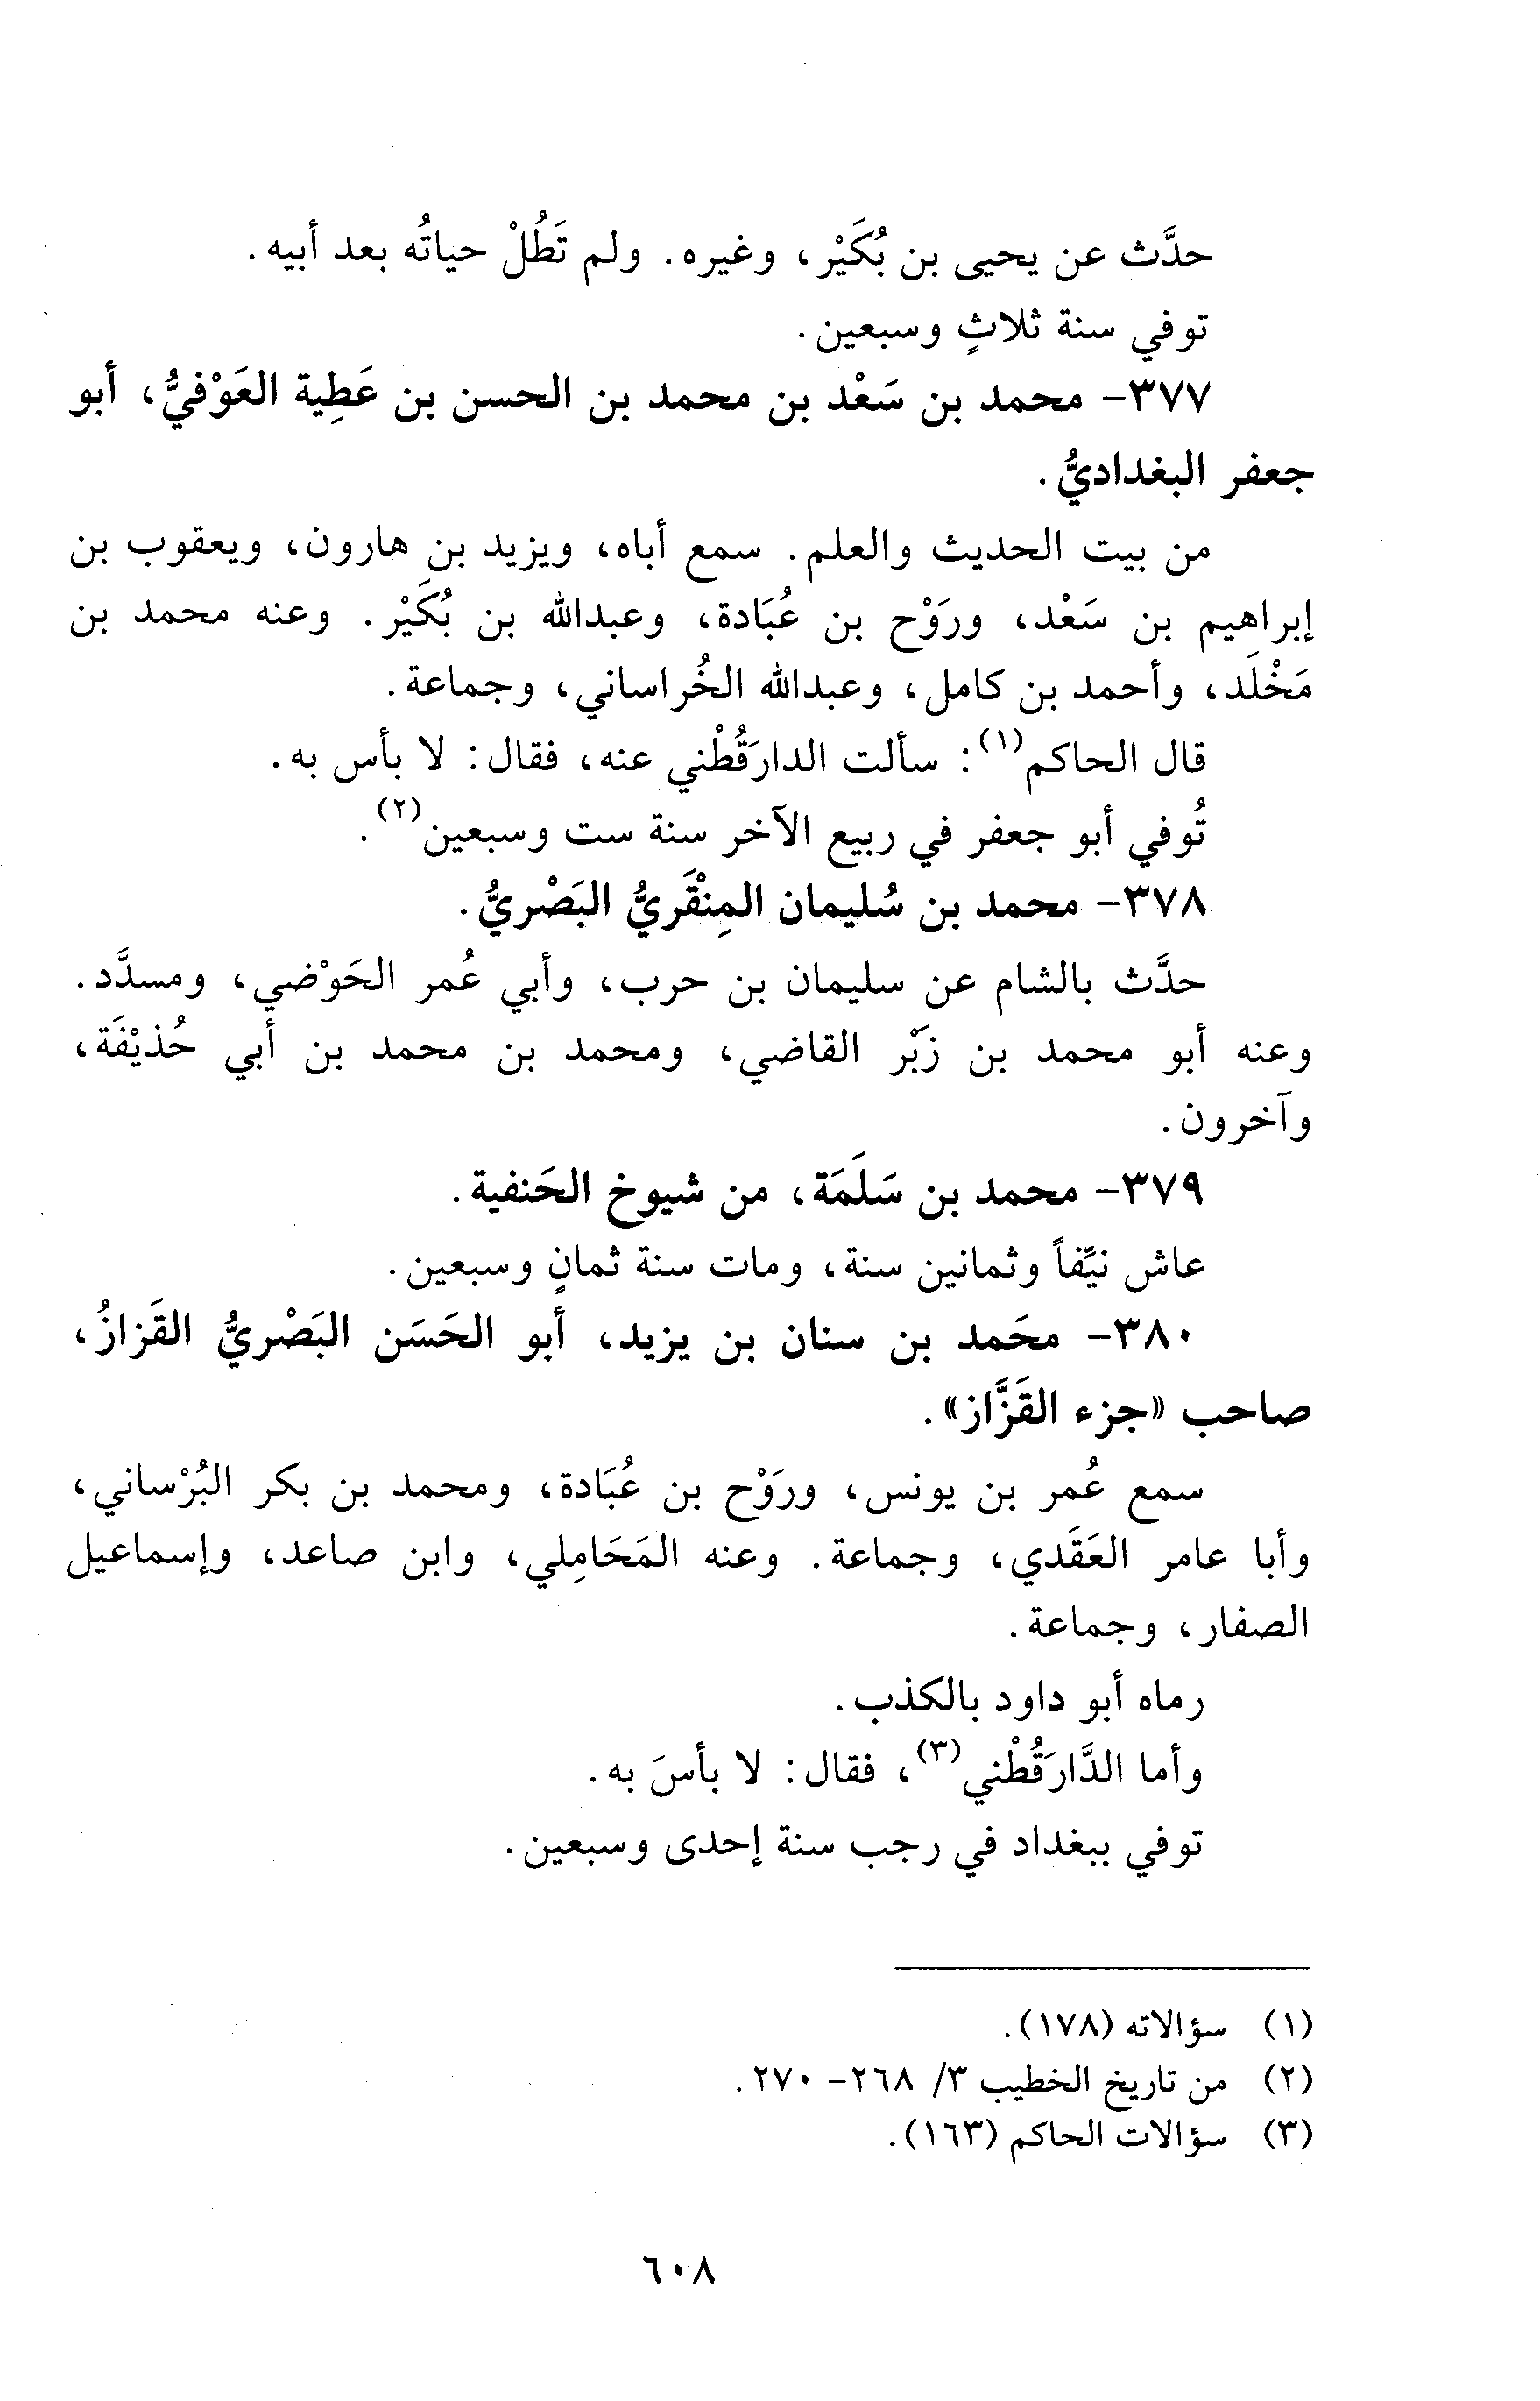 حدَّث عن يحيى بن بُكَيْر، وغيره. ولم تَطُلْ حياتُه بعد أبيه.
توفي سنة ثلاثٍ وسبعين.
٣٧٧- محمد بن سَعْد بن محمد بن الحسن بن عَطِية العَوْفيُّ، أبو
جعفر البغداديُّ.
من بيت الحديث والعلم. سمع أباه، ويزيد بن هارون، ويعقوب بن
إبراهيم بن سَعْد، ورَوْح بن عُبَادة، وعبدالله بن بُكَيْر. وعنه محمد بن
مَخْلَد، وأحمد بن كامل، وعبدالله الخُراساني، وجماعة.
قال الحاكم(١): سألت الدارَقُطْني عنه، فقال: لا بأس به.
تُوفي أبو جعفر في ربيع الآخر سنة ست وسبعين(٢).
٣٧٨- محمد بن سُليمان المِنْقَريُّ البَصْريُّ.
حدَّث بالشام عن سليمان بن حرب، وأبي عُمر الحَوْضي، ومسدَّد.
وعنه أبو محمد بن زَبْر القاضي، ومحمد بن محمد بن أبي حُذيْفَة،
وآخرون.
٣٧٩- محمد بن سَلَمَة، من شيوخ الحَنفية.
عاش نيِّفاً وثمانين سنة، ومات سنة ثمانٍ وسبعين.
٣٨٠- محَمد بن سنان بن يزيد، أبو الحَسَن البَصْريُّ القَزازُ،
صاحب «جزء القَزَّاز».
سمع عُمر بن يونس، ورَوْح بن عُبَادة، ومحمد بن بكر البُرْساني،
وأبا عامر العَقَدي، وجماعة. وعنه المَحَامِلي، وابن صاعد، وإسماعيل
الصفار، وجماعة.
رماه أبو داود بالكذب.
وأما الدَّارَقُطْني(٣)، فقال: لا بأسَ به.
توفي ببغداد في رجب سنة إحدى وسبعين.
(١) سؤالاته (١٧٨).
(٢) من تاريخ الخطيب ٣/ ٢٦٨- ٢٧٠.
(٣) سؤالات الحاكم (١٦٣).
٦٠٨